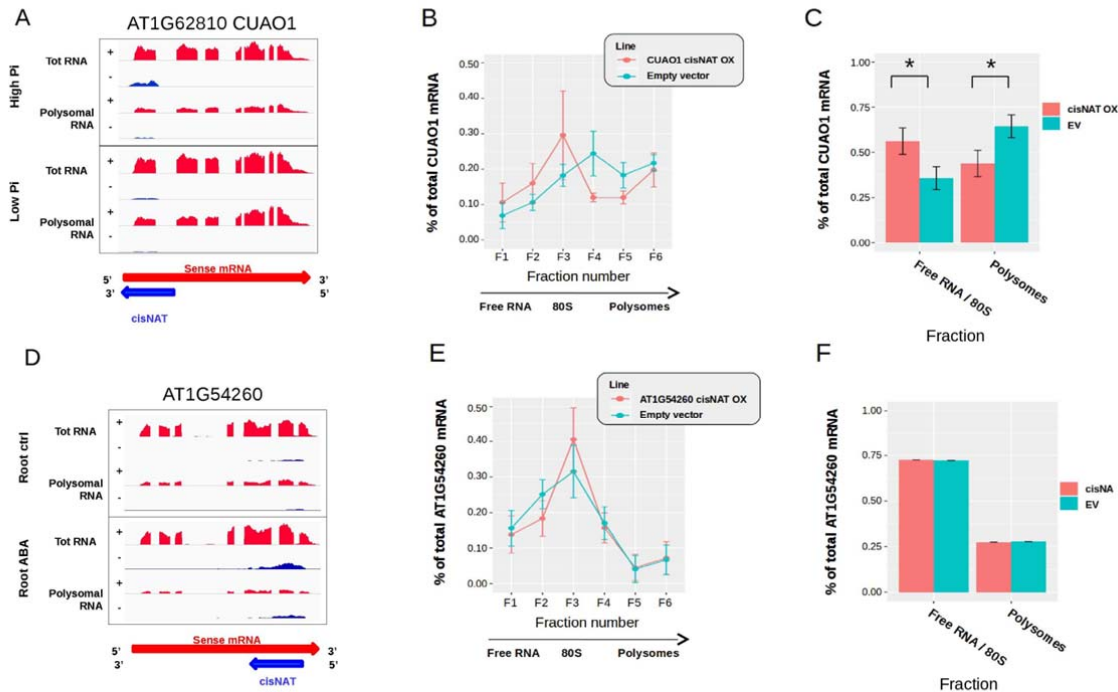 A
AT1G62810 CUAO1
High Pi
Tot RNA
+
-
Polysomal
RNA
+
-
Low Pi
Tot RNA
+
-
Polysomal
RNA
+
-
5'
Sense mRNA
3'
3'
5'
cisNAT
B
Line
CUAO1 cisNAT OX
Empty vector
% of total CUAO1 mRNA
0.50
0.40
0.30
0.20
0.10
0.00
F1 F2 F3 F4 F5 F6
Fraction number
Free RNA 80S Polysomes
C
% of total CUAO1 mRNA
1.00
0.75
0.50
0.25
0.00
* *
cisNAT OX
EV
Free RNA / 80S
Polysomes
Fraction
D
AT1G54260
Root ctrl
Tot RNA
+
-
Polysomal
RNA
+
-
Root ABA
Tot RNA
+
-
Polysomal
RNA
+
-
5'
Sense mRNA
3'
3'
5'
cisNAT
E
Line
AT1G54260 cisNAT OX
Empty vector
% of total AT1G54260 mRNA
0.50
0.40
0.30
0.20
0.10
0.00
F1 F2 F3 F4 F5 F6
Fraction number
Free RNA 80S Polysomes
F
% of total AT1G54260 mRNA
1.00
0.75
0.50
0.25
0.00
cisNA
EV
Free RNA / 80S
Polysomes
Fraction